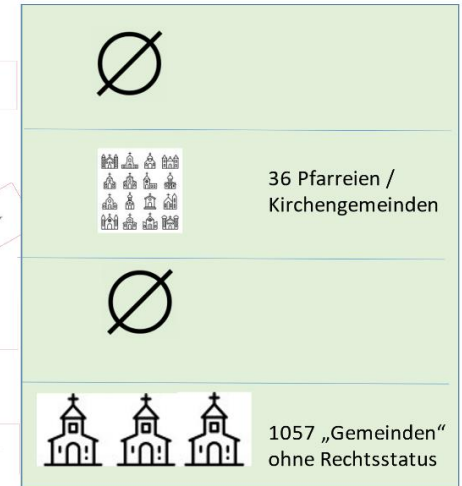 36 Pfarreien /
Kirchengemeinden
1057 „Gemeinden“
ohne Rechtsstatus